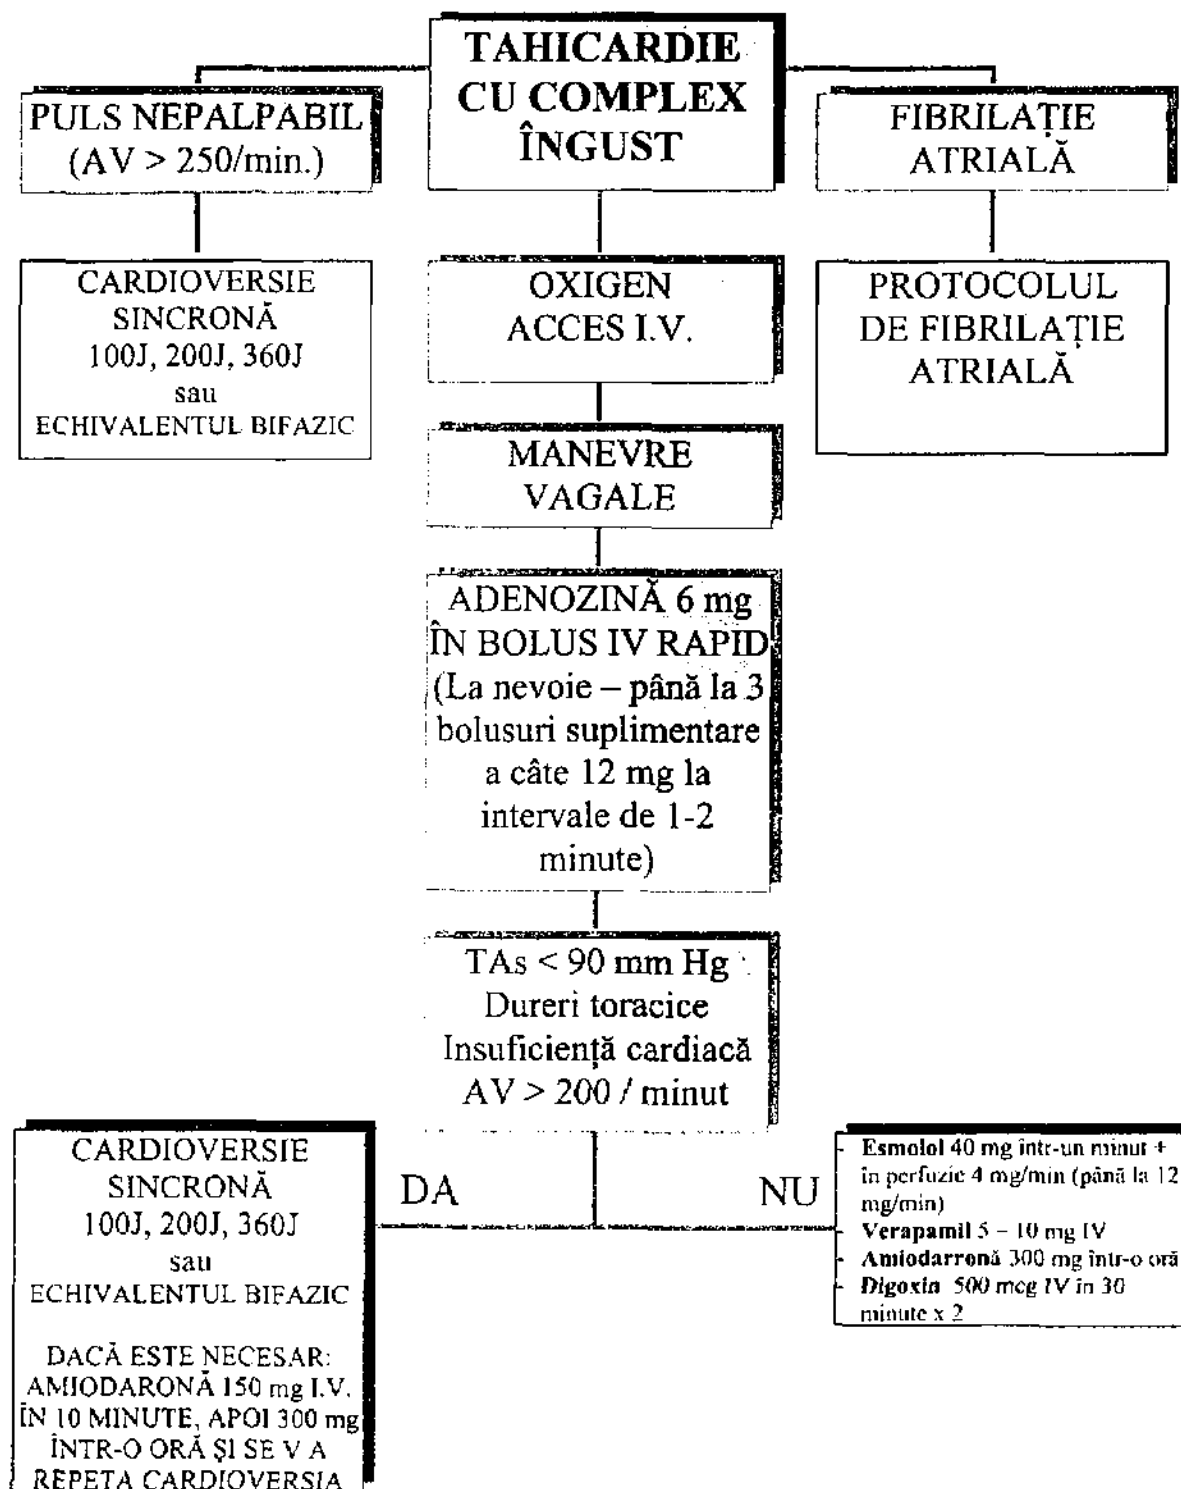 TAHICARDIE
CU COMPLEX
ÎNGUST
PULS NEPALPABIL
(AV > 250/min.)
FIBRILAȚIE
ATRIALĂ
CARDIOVERSIE
SINCRONĂ
100J, 200J, 360J
sau
ECHIVALENTUL BIFAZIC
OXIGEN
ACCES I.V.
PROTOCOLUL
DE FIBRILAȚIE
ATRIALĂ
MANEVRE
VAGALE
ADENOZINĂ 6 mg
ÎN BOLUS IV RAPID
(La nevoie – până la 3
bolusuri suplimentare
a câte 12 mg la
intervale de 1-2
minute)
TAs < 90 mm Hg
Dureri toracice
Insuficiență cardiacă
AV > 200 / minut
DA
NU
CARDIOVERSIE
SINCRONĂ
100J, 200J, 360J
sau
ECHIVALENTUL BIFAZIC
DACĂ ESTE NECESAR:
AMIODARONĂ 150 mg I.V.
ÎN 10 MINUTE, APOI 300 mg
ÎNTR-O ORĂ ŞI SE V A
REPETA CARDIOVERSIA
- Esmolol 40 mg într-un minut +
în perfuzie 4 mg/min (până la 12
mg/min)
- Verapamil 5 – 10 mg IV
- Amiodarronă 300 mg într-o oră
- Digoxin 500 mcg IV în 30
minute x 2